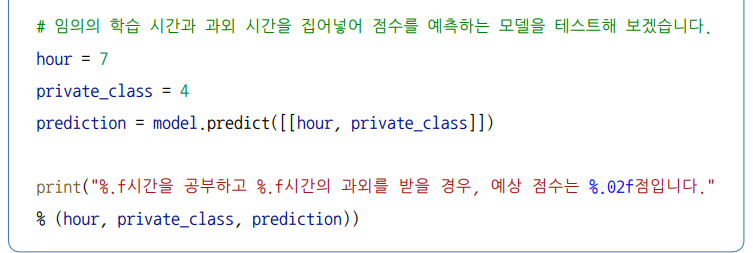 # 임의의 학습 시간과 과외 시간을 집어넣어 점수를 예측하는 모델을 테스트해 보겠습니다.
hour = 7
private_class = 4
prediction = model.predict([[hour, private_class]])
print("%.f시간을 공부하고 %.f시간의 과외를 받을 경우, 예상 점수는 %.02f점입니다."
% (hour, private_class, prediction))